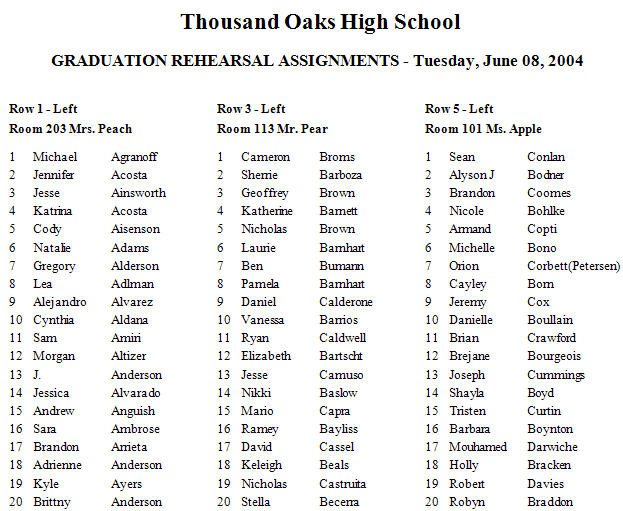 Thousand Oaks High School
GRADUATION REHEARSAL ASSIGNMENTS - Tuesday, June 08, 2004
Row 1 - Left
Room 203 Mrs. Peach
1 Michael Agranoff
2 Jennifer Acosta
3 Jesse Ainsworth
4 Katrina Acosta
5 Cody Aisenson
6 Natalie Adams
7 Gregory Alderson
8 Lea Adlman
9 Alejandro Alvarez
10 Cynthia Aldana
11 Sam Amiri
12 Morgan Altizer
13 J. Anderson
14 Jessica Alvarado
15 Andrew Anguish
16 Sara Ambrose
17 Brandon Arrieta
18 Adrienne Anderson
19 Kyle Ayers
20 Brittny Anderson
Row 3 - Left
Room 113 Mr. Pear
1 Cameron Broms
2 Sherrie Barboza
3 Geoffrey Brown
4 Katherine Barnett
5 Nicholas Brown
6 Laurie Barnhart
7 Ben Bumann
8 Pamela Barnhart
9 Daniel Calderone
10 Vanessa Barrios
11 Ryan Caldwell
12 Elizabeth Bartscht
13 Jesse Camuso
14 Nikki Baslow
15 Mario Capra
16 Ramey Bayliss
17 David Cassel
18 Keleigh Beals
19 Nicholas Castruita
20 Stella Becerra
Row 5 - Left
Room 101 Ms. Apple
1 Sean Conlan
2 Alyson J Bodner
3 Brandon Coomes
4 Nicole Bohlke
5 Armand Copti
6 Michelle Bono
7 Orion Corbett(Petersen)
8 Cayley Born
9 Jeremy Cox
10 Danielle Boullain
11 Brian Crawford
12 Brejane Bourgeois
13 Joseph Cummings
14 Shayla Boyd
15 Tristen Curtin
16 Barbara Boynton
17 Mouhamed Darwiche
18 Holly Bracken
19 Robert Davies
20 Robyn Braddon